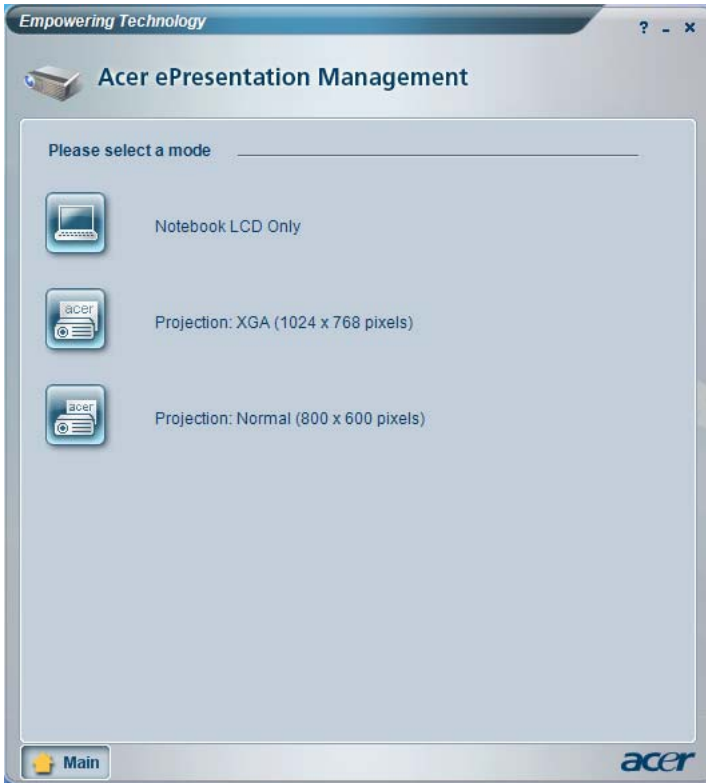 Empowering Technology
? - ×
Acer ePresentation Management
Please select a mode
Notebook LCD Only
acer
Projection: XGA (1024 x 768 pixels)
acer
Projection: Normal (800 x 600 pixels)
Main
acer